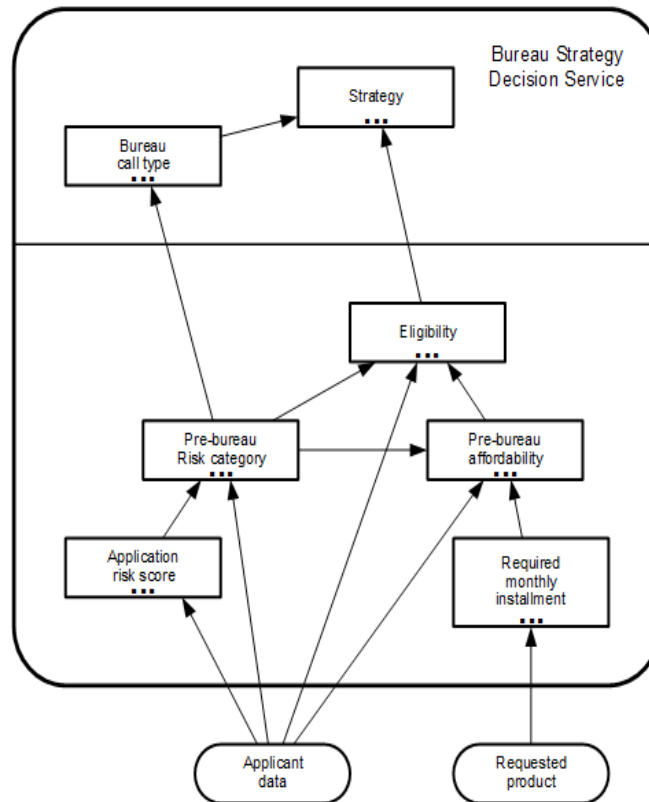 Bureau Strategy
Decision Service
Strategy
Bureau
call type
Eligibility
Pre-bureau
Risk category
Pre-bureau
affordability
Application
risk score
Required
monthly
installment
Applicant
data
Requested
product